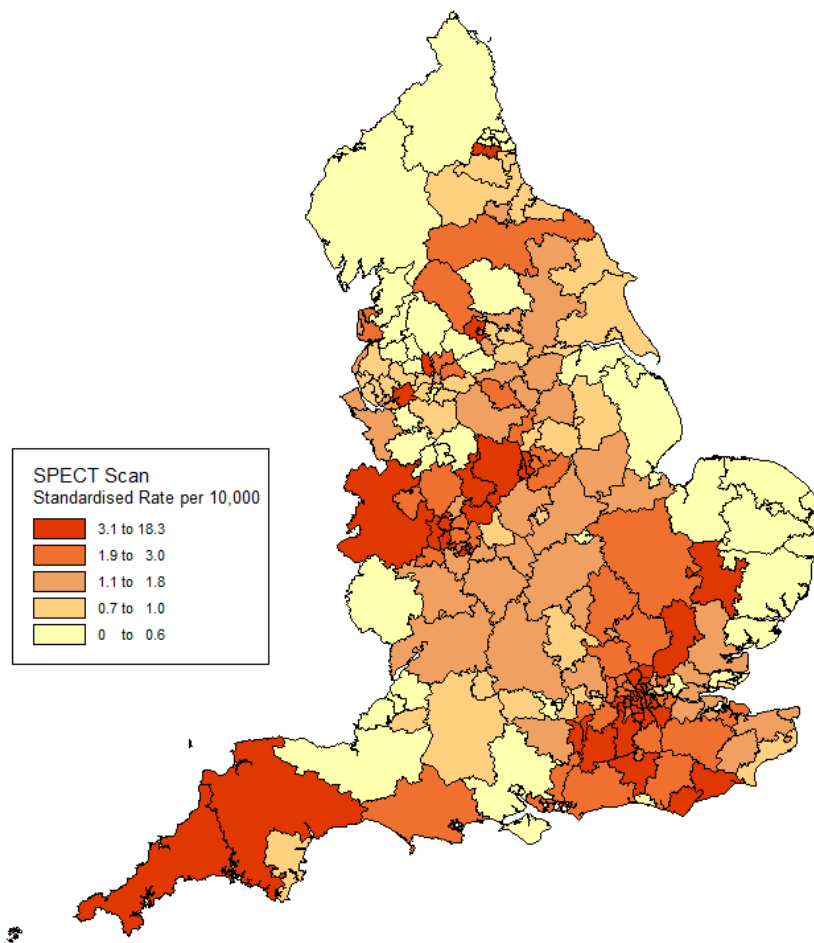 SPECT Scan
Standardised Rate per 10,000
3.1 to 18.3
1.9 to 3.0
1.1 to 1.8
0.7 to 1.0
0 to 0.6